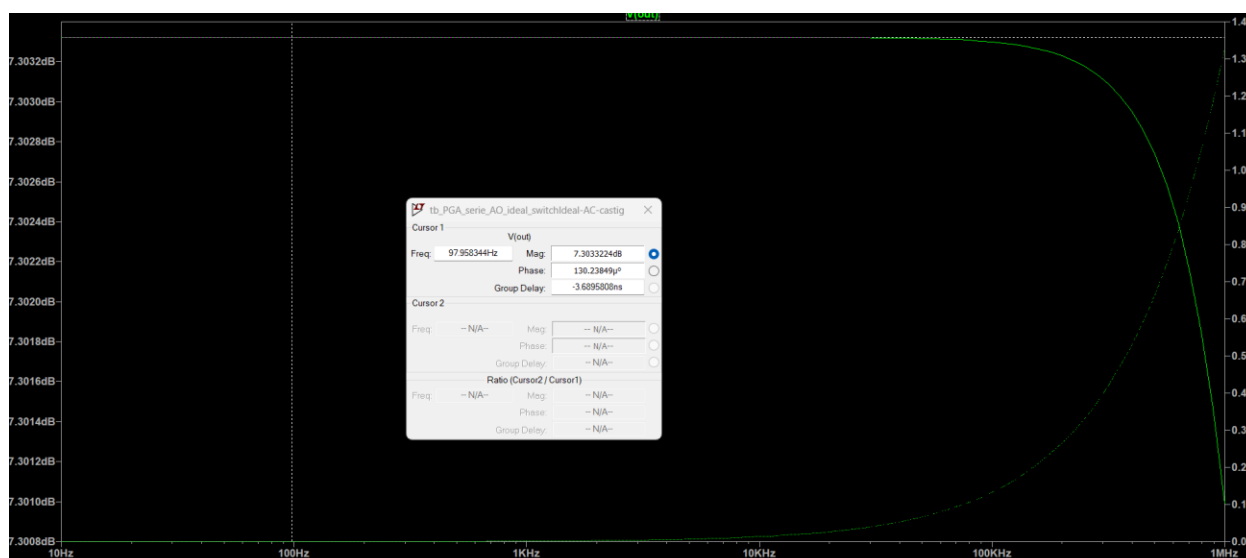 V(out)
7.3032dB
7.3030dB
7.3028dB
7.3026dB
7.3024dB
7.3022dB
7.3020dB
7.3018dB
7.3016dB
7.3014dB
7.3012dB
7.3010dB
7.3008dB
1.4
1.3
1.2
1.1
1.0
0.9
0.8
0.7
0.6
0.5
0.4
0.3
0.2
0.1
0.0
10Hz
100Hz
1KHz
10KHz
100KHz
1MHz
tb_PGA_serie_AO_ideal_switchIdeal-AC-castig
Cursor 1
V(out)
Freq: 97.958344Hz Mag: 7.3033224dB
Phase: 130.23849µº
Group Delay: -3.6895808ns
Cursor 2
Freq: -- N/A-- Mag: -- N/A--
Phase: -- N/A--
Group Delay: -- N/A--
Ratio (Cursor2 / Cursor1)
Freq: -- N/A-- Mag: -- N/A--
Phase: -- N/A--
Group Delay: -- N/A--